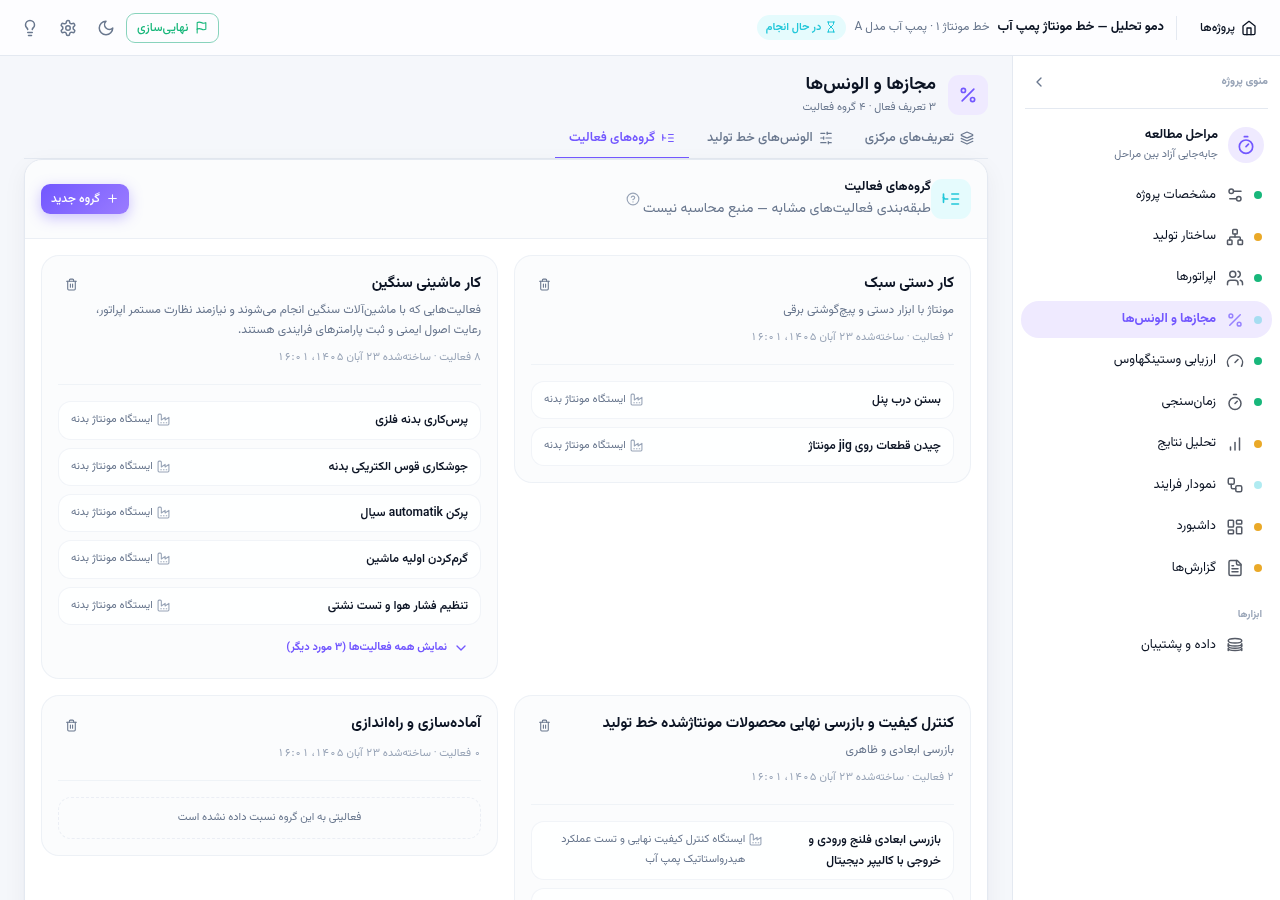 پروژه‌ها
دمو تحلیل — خط مونتاژ پمپ آب
خط مونتاژ ۱ · پمپ آب مدل A
در حال انجام
نهایی‌سازی
منوی پروژه
مراحل مطالعه
جابه‌جایی آزاد بین مراحل
مشخصات پروژه
ساختار تولید
اپراتورها
مجازها و الونس‌ها
ارزیابی وستینگهاوس
زمان‌سنجی
تحلیل نتایج
نمودار فرایند
داشبورد
گزارش‌ها
ابزارها
داده و پشتیبان
مجازها و الونس‌ها
۳ تعریف فعال · ۴ گروه فعالیت
تعریف‌های مرکزی
الونس‌های خط تولید
گروه‌های فعالیت
گروه‌های فعالیت
طبقه‌بندی فعالیت‌های مشابه — منبع محاسبه نیست
گروه جدید
کار دستی سبک
مونتاژ با ابزار دستی و پیچ‌گوشتی برقی
۲ فعالیت · ساخته‌شده ۲۳ آبان ۱۴۰۵، ۱۶:۰۱
بستن درب پنل
ایستگاه مونتاژ بدنه
چیدن قطعات روی jig مونتاژ
ایستگاه مونتاژ بدنه
کار ماشینی سنگین
فعالیت‌هایی که با ماشین‌آلات سنگین انجام می‌شوند و نیازمند نظارت مستمر اپراتور،
رعایت اصول ایمنی و ثبت پارامترهای فرایندی هستند.
۸ فعالیت · ساخته‌شده ۲۳ آبان ۱۴۰۵، ۱۶:۰۱
پرس‌کاری بدنه فلزی
ایستگاه مونتاژ بدنه
جوشکاری قوس الکتریکی بدنه
ایستگاه مونتاژ بدنه
پرکن automatik سیال
ایستگاه مونتاژ بدنه
گرم‌کردن اولیه ماشین
ایستگاه مونتاژ بدنه
تنظیم فشار هوا و تست نشتی
ایستگاه مونتاژ بدنه
نمایش همه فعالیت‌ها (۳ مورد دیگر)
کنترل کیفیت و بازرسی نهایی محصولات مونتاژشده خط تولید
بازرسی ابعادی و ظاهری
۲ فعالیت · ساخته‌شده ۲۳ آبان ۱۴۰۵، ۱۶:۰۱
بازرسی ابعادی فلنج ورودی و
خروجی با کالیپر دیجیتال
ایستگاه کنترل کیفیت نهایی و تست عملکرد
هیدرواستاتیک پمپ آب
آماده‌سازی و راه‌اندازی
۰ فعالیت · ساخته‌شده ۲۳ آبان ۱۴۰۵، ۱۶:۰۱
فعالیتی به این گروه نسبت داده نشده است